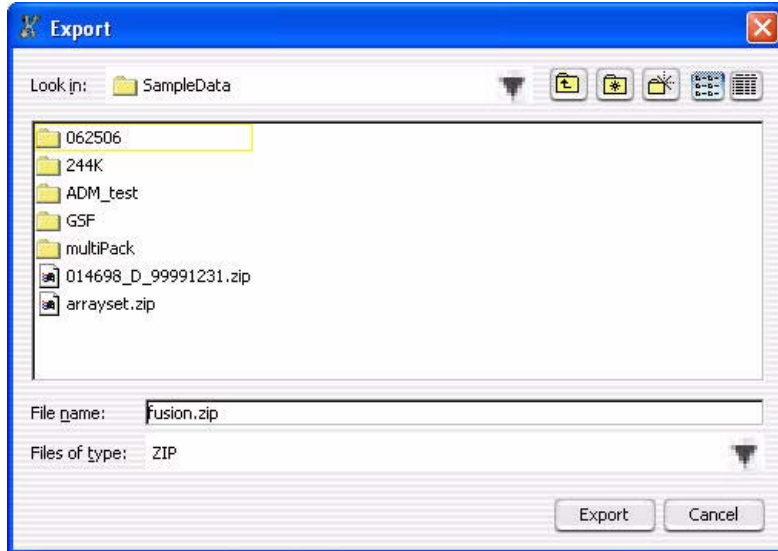 Export
Look in: SampleData
062506
244K
ADM_test
GSF
multiPack
014698_D_99991231.zip
arrayset.zip
File name: fusion.zip
Files of type: ZIP
Export Cancel